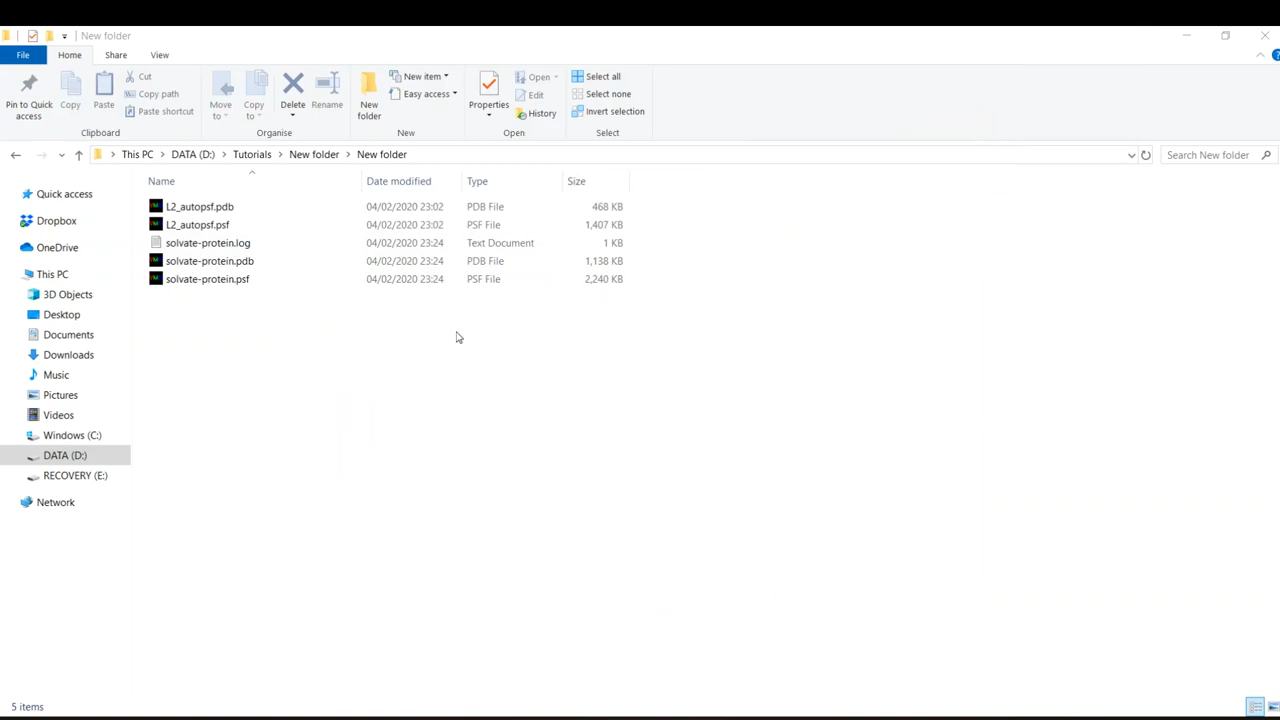 New folder
File Home Share View
Pin to Quick access
Copy
Paste
Cut
Copy path
Paste shortcut
Clipboard
Move to
Copy to
Delete
Rename
Organise
New folder
New item
Easy access
New
Properties
Open
Edit
History
Open
Select all
Select none
Invert selection
Select
This PC > DATA (D:) > Tutorials > New folder > New folder
Search New folder
Name Date modified Type Size
L2_autopsf.pdb 04/02/2020 23:02 PDB File 468 KB
L2_autopsf.psf 04/02/2020 23:02 PSF File 1,407 KB
solvate-protein.log 04/02/2020 23:24 Text Document 1 KB
solvate-protein.pdb 04/02/2020 23:24 PDB File 1,138 KB
solvate-protein.psf 04/02/2020 23:24 PSF File 2,240 KB
Quick access
Dropbox
OneDrive
This PC
3D Objects
Desktop
Documents
Downloads
Music
Pictures
Videos
Windows (C:)
DATA (D:)
RECOVERY (E:)
Network
5 items